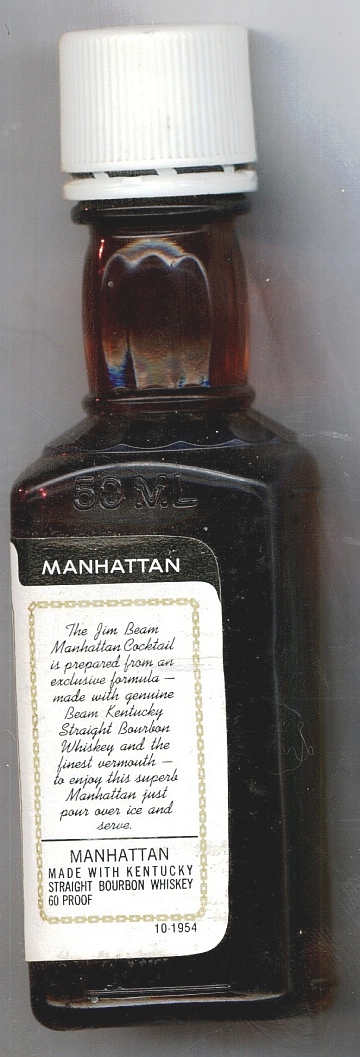 50 ML
MANHATTAN
The Jim Beam
Manhattan Cocktail
is prepared from an
exclusive formula —
made with genuine
Beam Kentucky
Straight Bourbon
Whiskey and the
finest vermouth —
to enjoy this superb
Manhattan just
pour over ice and
serve.
MANHATTAN
MADE WITH KENTUCKY
STRAIGHT BOURBON WHISKEY
60 PROOF
10-1954